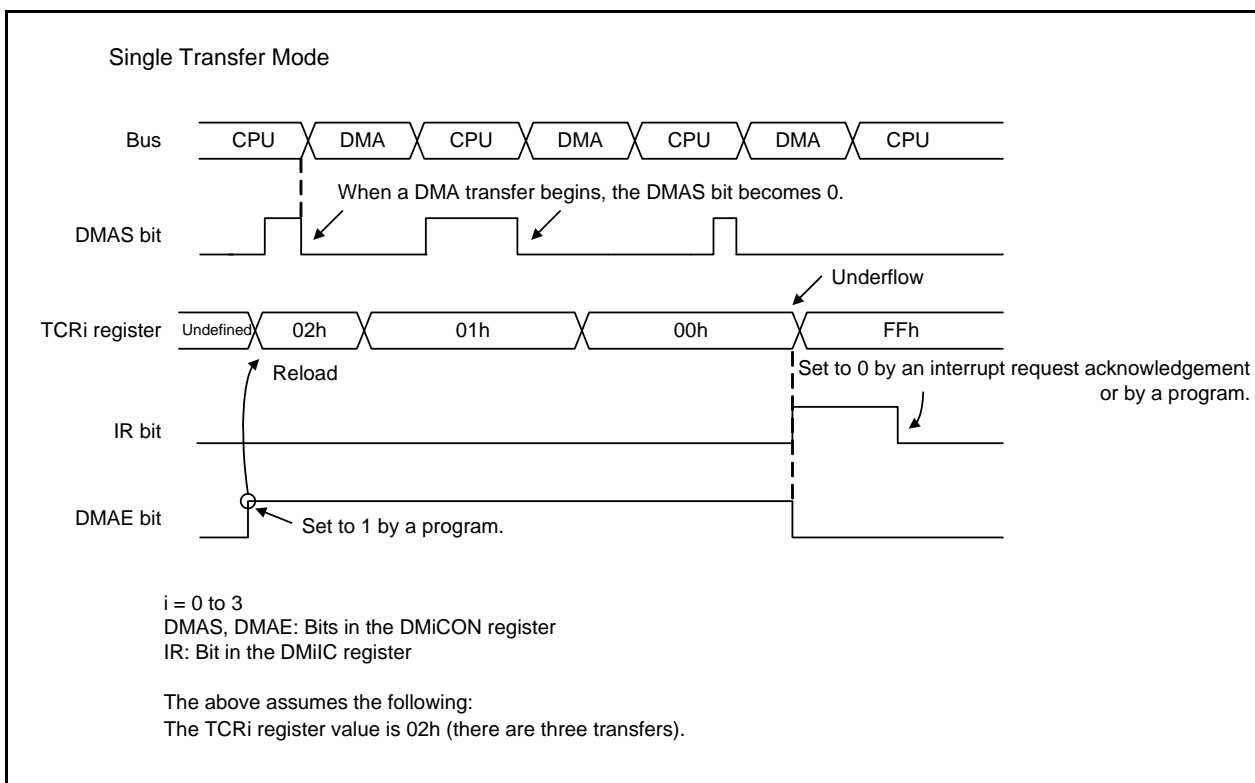 Single Transfer Mode
Bus CPU DMA CPU DMA CPU DMA CPU
When a DMA transfer begins, the DMAS bit becomes 0.
DMAS bit
Underflow
TCRi register Undefined 02h 01h 00h FFh
Reload
Set to 0 by an interrupt request acknowledgement
or by a program.
IR bit
DMAE bit
Set to 1 by a program.
i = 0 to 3
DMAS, DMAE: Bits in the DMiCON register
IR: Bit in the DMiIC register
The above assumes the following:
The TCRi register value is 02h (there are three transfers).